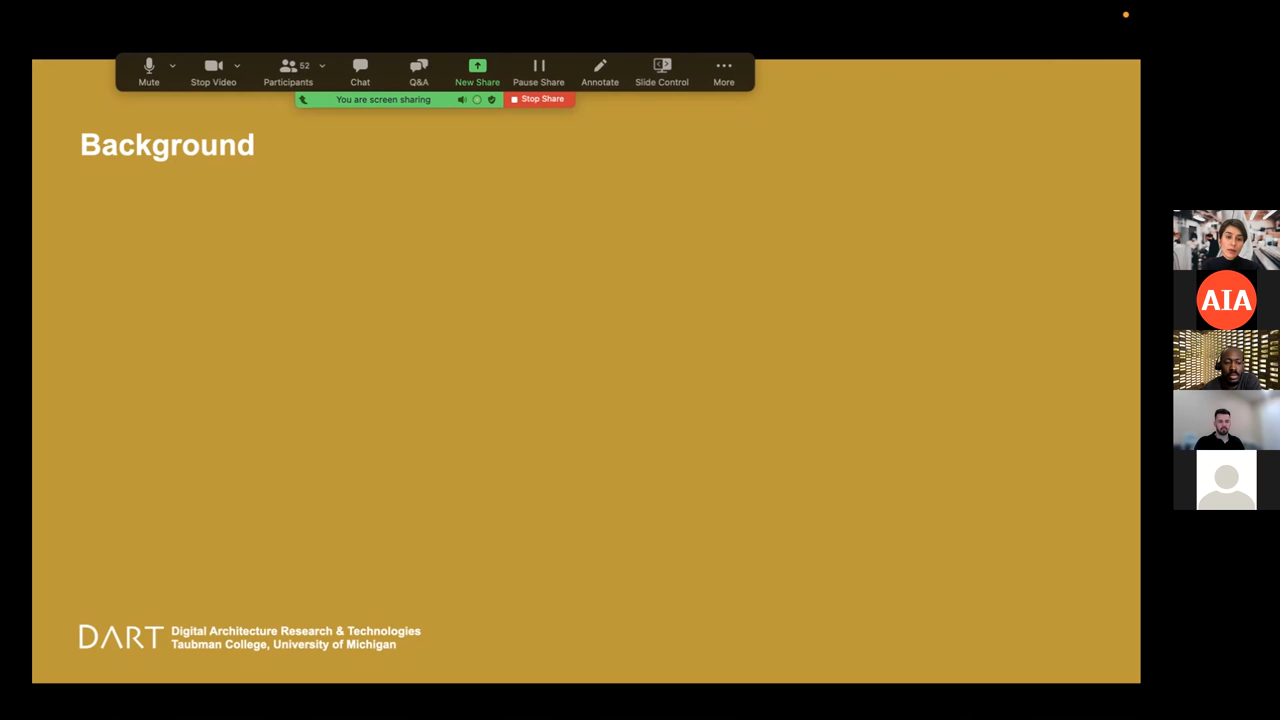 Mute
Stop Video
52
Participants
Chat
Q&A
New Share
Pause Share
Annotate
Slide Control
More
You are screen sharing
Stop Share
Background
AIA
DART
Digital Architecture Research & Technologies
Taubman College, University of Michigan